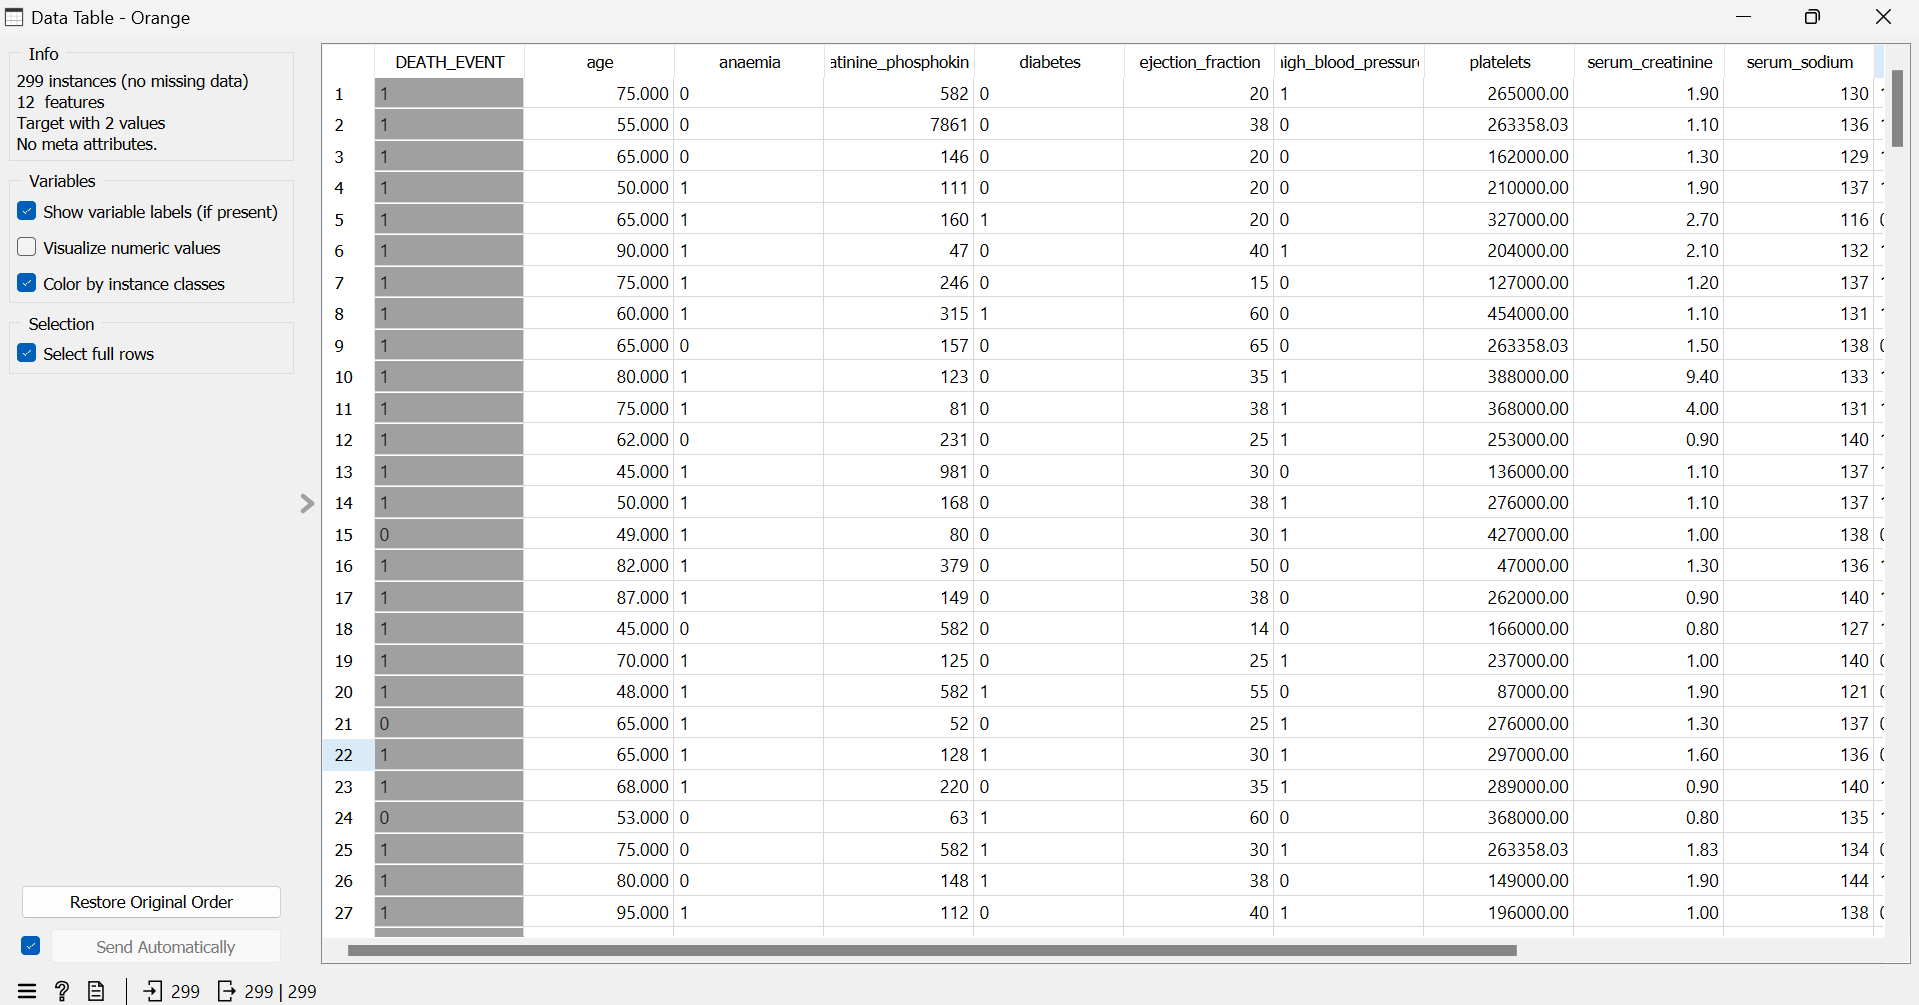 Data Table - Orange
Info
299 instances (no missing data)
12 features
Target with 2 values
No meta attributes.
Variables
Show variable labels (if present)
Visualize numeric values
Color by instance classes
Selection
Select full rows
DEATH_EVENT age anaemia atinine_phosphokin diabetes ejection_fraction igh_blood_pressur platelets serum_creatinine serum_sodium
1 1 75.000 0 582 0 20 1 265000.00 1.90 130
2 1 55.000 0 7861 0 38 0 263358.03 1.10 136
3 1 65.000 0 146 0 20 0 162000.00 1.30 129
4 1 50.000 1 111 0 20 0 210000.00 1.90 137
5 1 65.000 1 160 1 20 0 327000.00 2.70 116
6 1 90.000 1 47 0 40 1 204000.00 2.10 132
7 1 75.000 1 246 0 15 0 127000.00 1.20 137
8 1 60.000 1 315 1 60 0 454000.00 1.10 131
9 1 65.000 0 157 0 65 0 263358.03 1.50 138
10 1 80.000 1 123 0 35 1 388000.00 9.40 133
11 1 75.000 1 81 0 38 1 368000.00 4.00 131
12 1 62.000 0 231 0 25 1 253000.00 0.90 140
13 1 45.000 1 981 0 30 0 136000.00 1.10 137
14 1 50.000 1 168 0 38 1 276000.00 1.10 137
15 0 49.000 1 80 0 30 1 427000.00 1.00 138
16 1 82.000 1 379 0 50 0 47000.00 1.30 136
17 1 87.000 1 149 0 38 0 262000.00 0.90 140
18 1 45.000 0 582 0 14 0 166000.00 0.80 127
19 1 70.000 1 125 0 25 1 237000.00 1.00 140
20 1 48.000 1 582 1 55 0 87000.00 1.90 121
21 0 65.000 1 52 0 25 1 276000.00 1.30 137
22 1 65.000 1 128 1 30 1 297000.00 1.60 136
23 1 68.000 1 220 0 35 1 289000.00 0.90 140
24 0 53.000 0 63 1 60 0 368000.00 0.80 135
25 1 75.000 0 582 1 30 1 263358.03 1.83 134
26 1 80.000 0 148 1 38 0 149000.00 1.90 144
27 1 95.000 1 112 0 40 1 196000.00 1.00 138
Restore Original Order
Send Automatically
299 299 | 299